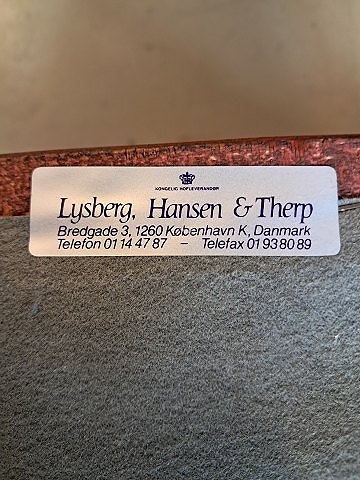 KONGELIG HOFLEVERANDØR
Lysberg, Hansen & Therp
Bredgade 3, 1260 København K, Danmark
Telefon 01 14 47 87 – Telefax 01 93 80 89